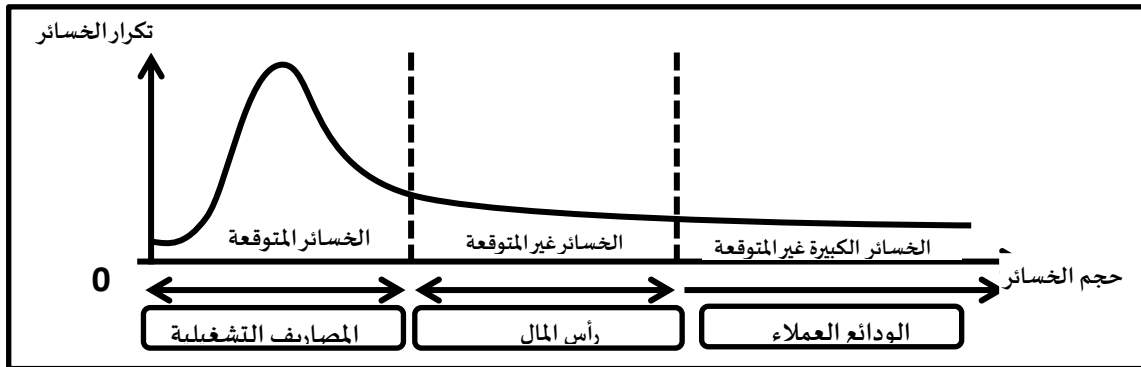 تكرار الخسائر
الخسائر المتوقعة
الخسائر غير المتوقعة
الخسائر الكبيرة غير المتوقعة
0
حجم الخسائر
المصاريف التشغيلية
رأس المال
الودائع العملاء